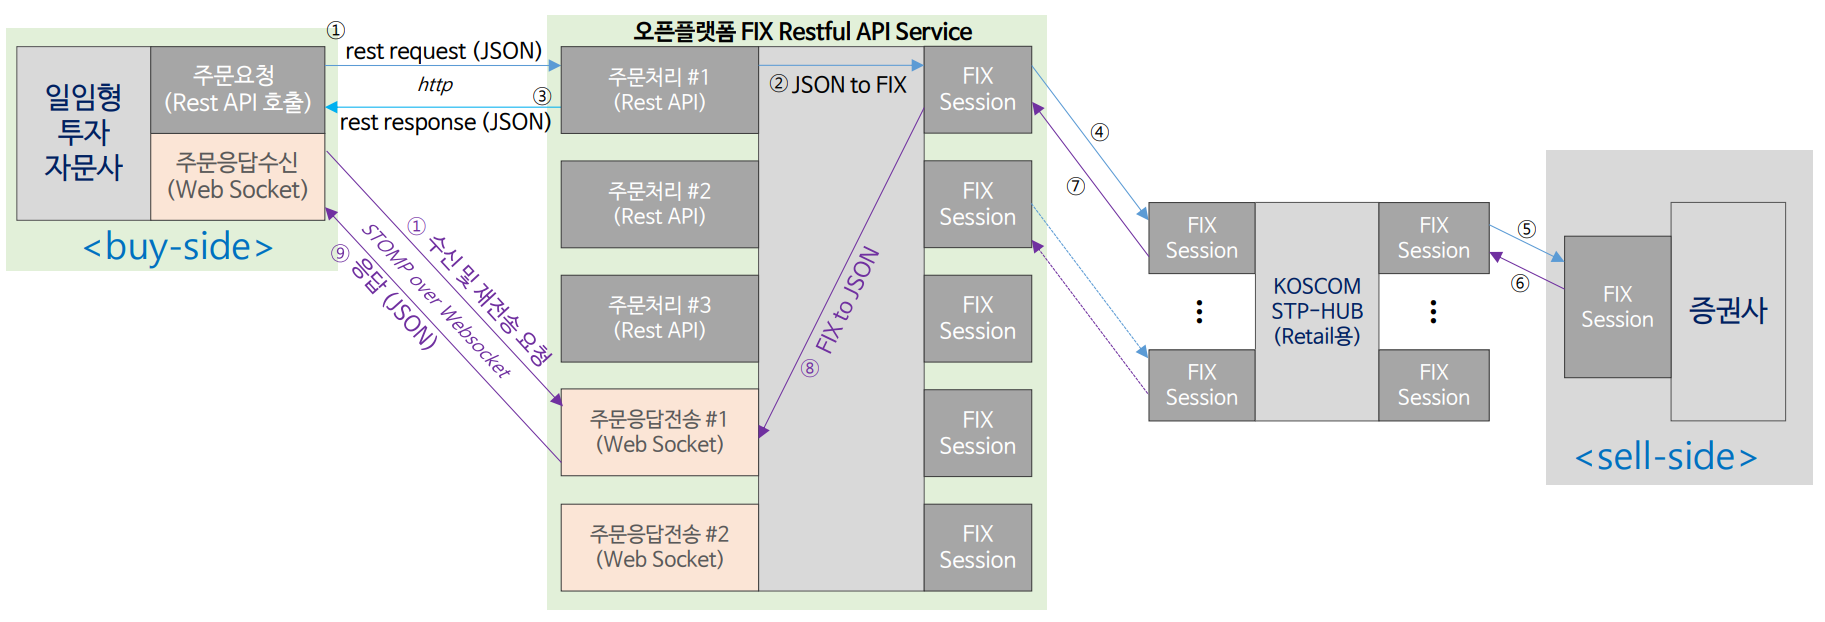 오픈플랫폼 FIX Restful API Service
①
rest request (JSON)
http
③
rest response (JSON)
일임형
투자
자문사
주문요청
(Rest API 호출)
주문응답수신
(Web Socket)
<buy-side>
① 수신 및 재전송 요청
STOMP over Websocket
⑨ 응답 (JSON)
주문처리 #1
(Rest API)
주문처리 #2
(Rest API)
주문처리 #3
(Rest API)
주문응답전송 #1
(Web Socket)
주문응답전송 #2
(Web Socket)
② JSON to FIX
⑧ FIX to JSON
FIX
Session
FIX
Session
FIX
Session
FIX
Session
FIX
Session
④
⑦
FIX
Session
⋮
FIX
Session
KOSCOM
STP-HUB
(Retail용)
FIX
Session
⋮
FIX
Session
⑤
⑥
FIX
Session
증권사
<sell-side>